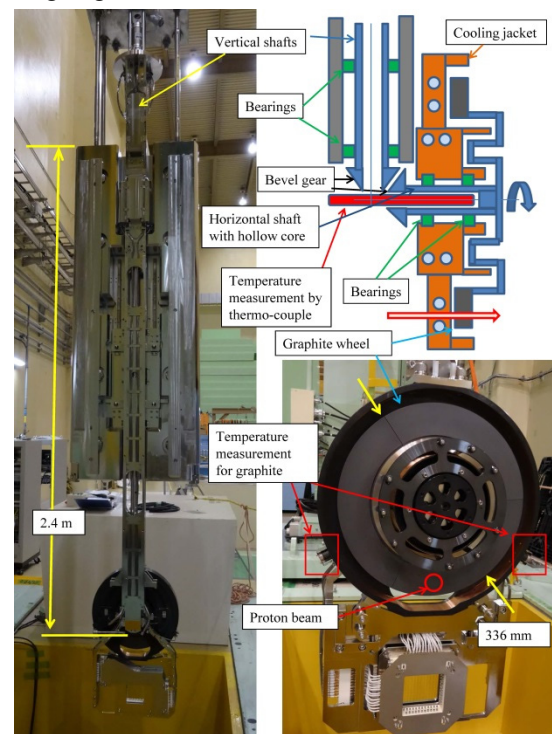 Vertical shafts
Cooling jacket
Bearings
Bevel gear
Horizontal shaft
with hollow core
Temperature
measurement by
thermo-couple
Bearings
Graphite wheel
Temperature
measurement
for graphite
2.4 m
Proton beam
336 mm